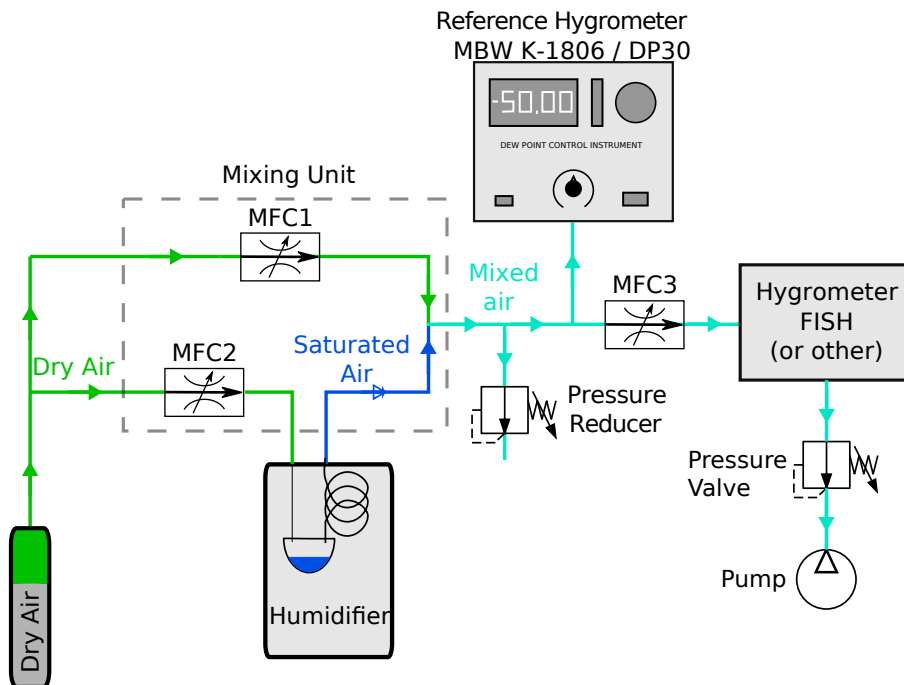 Reference Hygrometer
MBW K-1806 / DP30
-50,00
DEW POINT CONTROL INSTRUMENT
Mixing Unit
MFC1
Mixed
air
MFC3
Hygrometer
FISH
(or other)
Dry Air
MFC2
Saturated
Air
Pressure
Reducer
Pressure
Valve
Humidifier
Pump
Dry Air